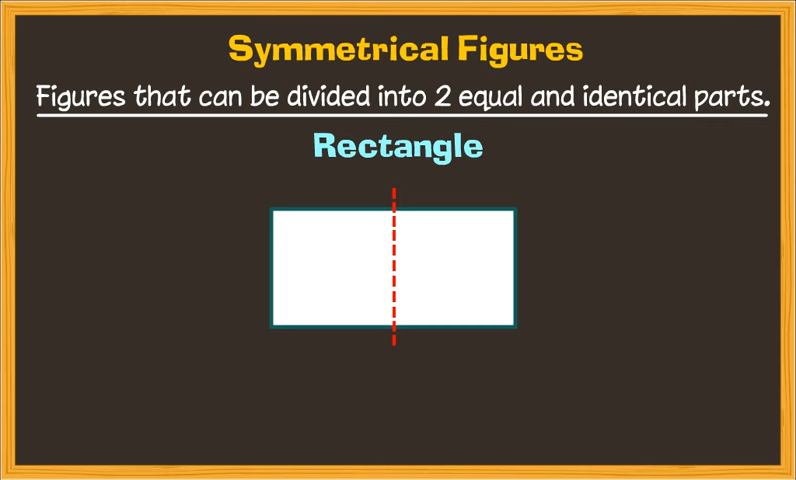 Symmetrical Figures
Figures that can be divided into 2 equal and identical parts.
Rectangle